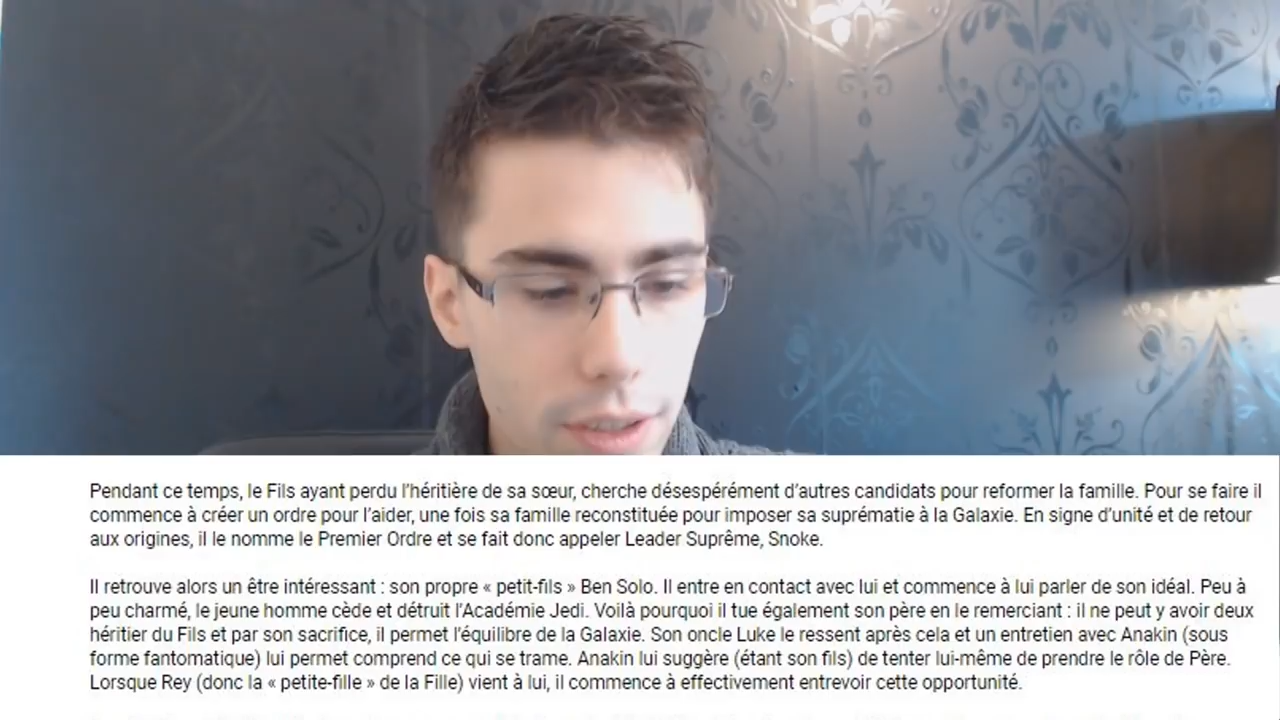 Pendant ce temps, le Fils ayant perdu l'héritière de sa sœur, cherche désespérément d'autres candidats pour reformer la famille. Pour se faire il
commence à créer un ordre pour l'aider, une fois sa famille reconstituée pour imposer sa suprématie à la Galaxie. En signe d'unité et de retour
aux origines, il le nomme le Premier Ordre et se fait donc appeler Leader Suprême, Snoke.
Il retrouve alors un être intéressant : son propre « petit-fils » Ben Solo. Il entre en contact avec lui et commence à lui parler de son idéal. Peu à
peu charmé, le jeune homme cède et détruit l'Académie Jedi. Voilà pourquoi il tue également son père en le remerciant : il ne peut y avoir deux
héritier du Fils et par son sacrifice, il permet l'équilibre de la Galaxie. Son oncle Luke le ressent après cela et un entretien avec Anakin (sous
forme fantomatique) lui permet comprend ce qui se trame. Anakin lui suggère (étant son fils) de tenter lui-même de prendre le rôle de Père.
Lorsque Rey (donc la « petite-fille » de la Fille) vient à lui, il commence à effectivement entrevoir cette opportunité.